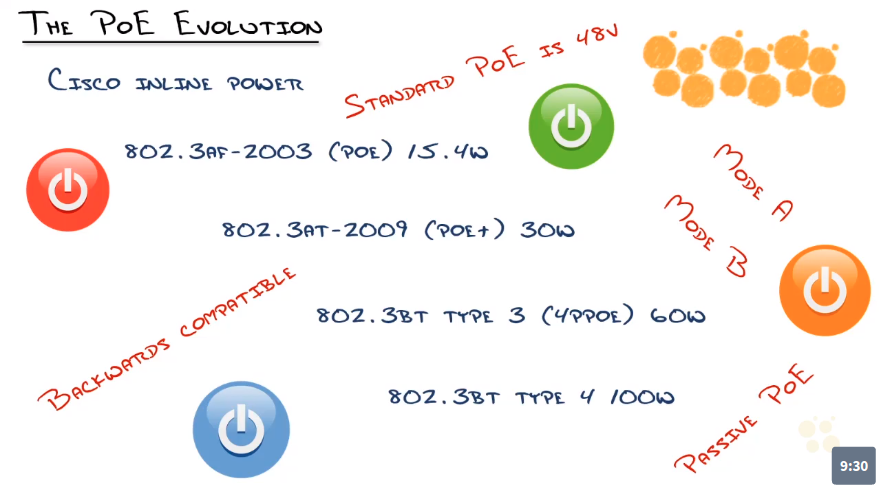 The PoE Evolution
Cisco inline power
Standard PoE is 48V
802.3af-2003 (PoE) 15.4W
Mode A
Mode B
802.3at-2009 (PoE+) 30W
Backwards compatible
802.3bt type 3 (4PPoE) 60W
802.3bt type 4 100W
Passive PoE
9:30